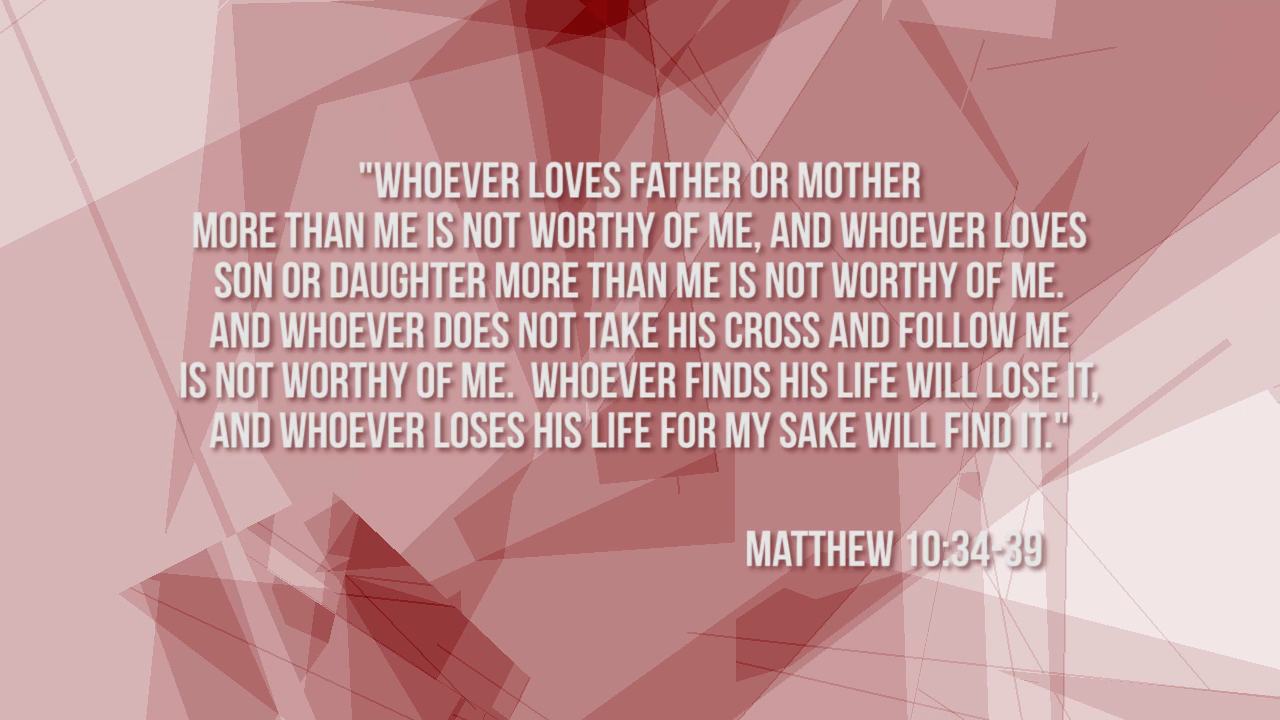 "WHOEVER LOVES FATHER OR MOTHER
MORE THAN ME IS NOT WORTHY OF ME, AND WHOEVER LOVES
SON OR DAUGHTER MORE THAN ME IS NOT WORTHY OF ME.
AND WHOEVER DOES NOT TAKE HIS CROSS AND FOLLOW ME
IS NOT WORTHY OF ME.  WHOEVER FINDS HIS LIFE WILL LOSE IT,
AND WHOEVER LOSES HIS LIFE FOR MY SAKE WILL FIND IT."
MATTHEW 10:34-39